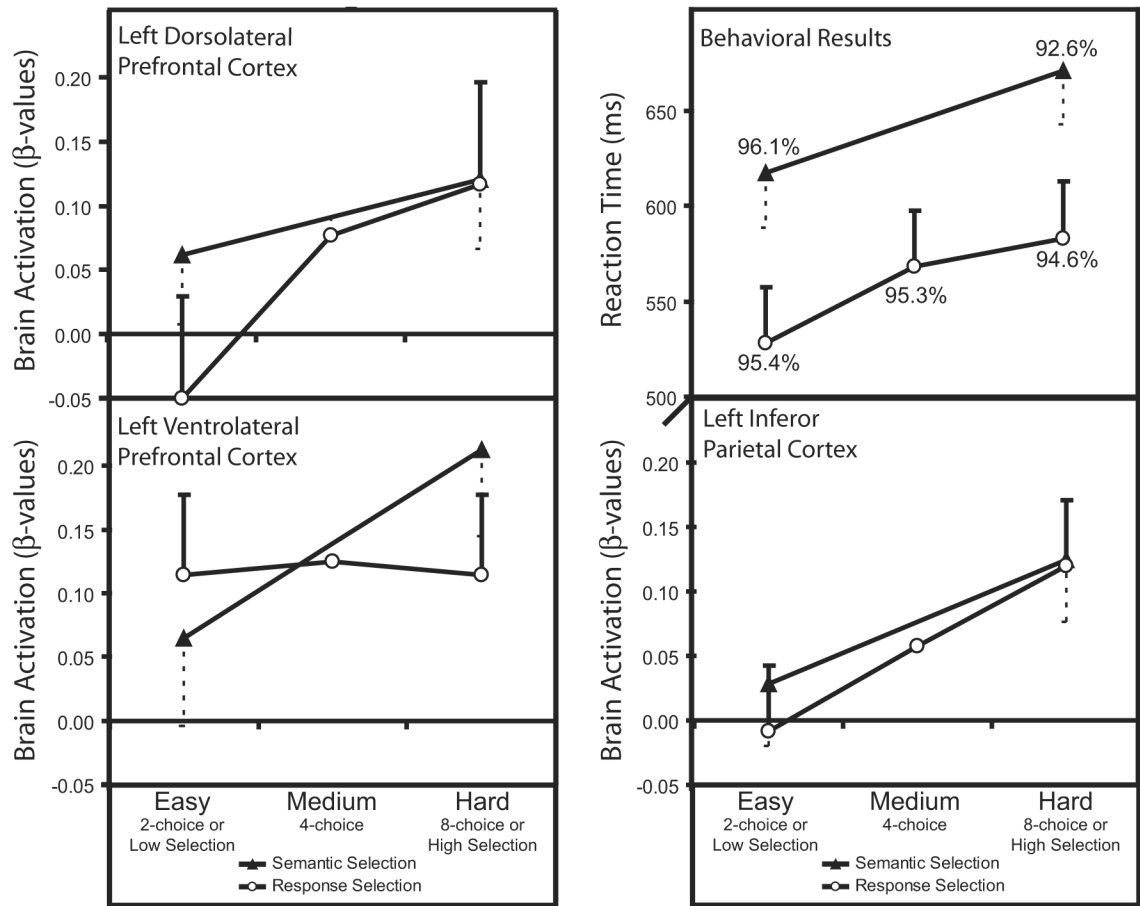 Left Dorsolateral
Prefrontal Cortex
Brain Activation (β-values)
0.20
0.15
0.10
0.05
0.00
-0.05
Behavioral Results
Reaction Time (ms)
650
600
550
500
96.1%
92.6%
95.4%
95.3%
94.6%
Left Ventrolateral
Prefrontal Cortex
Brain Activation (β-values)
0.20
0.15
0.10
0.05
0.00
-0.05
Easy
2-choice or
Low Selection
Medium
4-choice
Hard
8-choice or
High Selection
Semantic Selection
Response Selection
Left Inferor
Parietal Cortex
Brain Activation (β-values)
0.20
0.15
0.10
0.05
0.00
-0.05
Easy
2-choice or
Low Selection
Medium
4-choice
Hard
8-choice or
High Selection
Semantic Selection
Response Selection